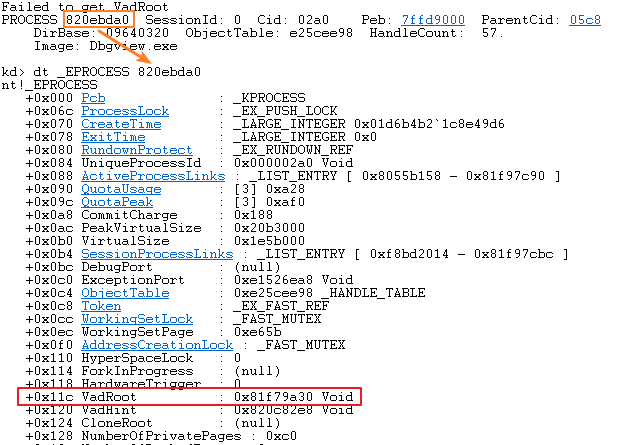 Failed to get VadRoot
PROCESS 820ebda0  SessionId: 0  Cid: 02a0    Peb: 7ffd9000  ParentCid: 05c8
    DirBase: 09640320  ObjectTable: e25cee98  HandleCount:  57.
    Image: Dbgview.exe
kd> dt _EPROCESS 820ebda0
nt!_EPROCESS
   +0x000 Pcb              : _KPROCESS
   +0x06c ProcessLock      : _EX_PUSH_LOCK
   +0x070 CreateTime       : _LARGE_INTEGER 0x01d6b4b2`1c8e49d6
   +0x078 ExitTime         : _LARGE_INTEGER 0x0
   +0x080 RundownProtect   : _EX_RUNDOWN_REF
   +0x084 UniqueProcessId  : 0x000002a0 Void
   +0x088 ActiveProcessLinks : _LIST_ENTRY [ 0x8055b158 - 0x81f97c90 ]
   +0x090 QuotaUsage       : [3] 0xa28
   +0x09c QuotaPeak        : [3] 0xaf0
   +0x0a8 CommitCharge     : 0x188
   +0x0ac PeakVirtualSize  : 0x20b3000
   +0x0b0 VirtualSize      : 0x1e5b000
   +0x0b4 SessionProcessLinks : _LIST_ENTRY [ 0xf8bd2014 - 0x81f97cbc ]
   +0x0bc DebugPort        : (null)
   +0x0c0 ExceptionPort    : 0xe1526ea8 Void
   +0x0c4 ObjectTable      : 0xe25cee98 _HANDLE_TABLE
   +0x0c8 Token            : _EX_FAST_REF
   +0x0cc WorkingSetLock   : _FAST_MUTEX
   +0x0ec WorkingSetPage   : 0xe65b
   +0x0f0 AddressCreationLock : _FAST_MUTEX
   +0x110 HyperSpaceLock   : 0
   +0x114 ForkInProgress   : (null)
   +0x118 HardwareTrigger  : 0
   +0x11c VadRoot          : 0x81f79a30 Void
   +0x120 VadHint          : 0x820c82e8 Void
   +0x124 CloneRoot        : (null)
   +0x128 NumberOfPrivatePages : 0xc0